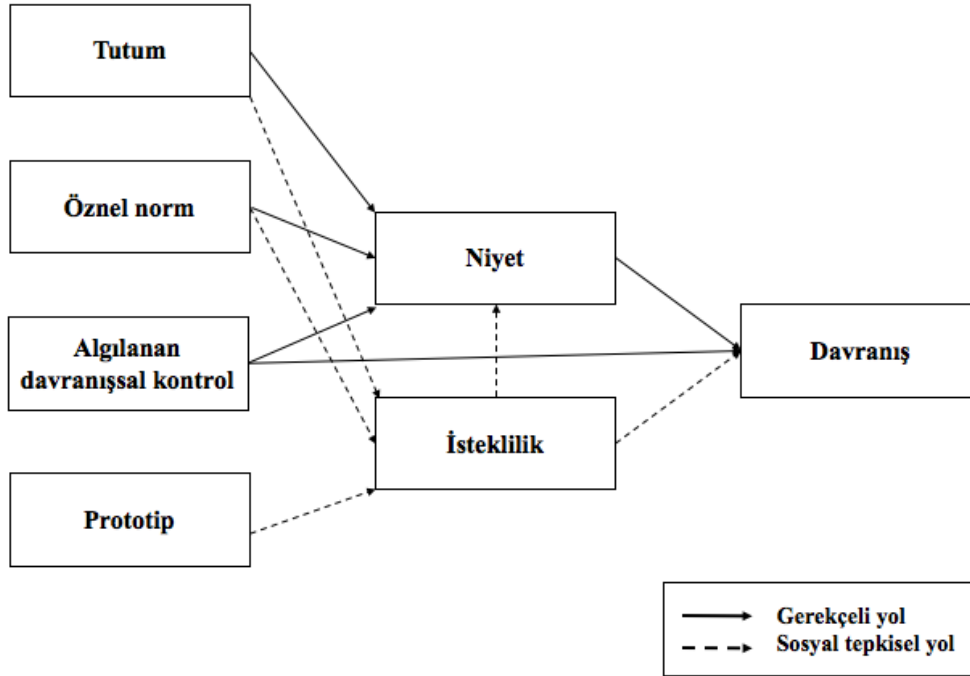 Tutum
Öznel norm
Niyet
Algılanan
davranışsal kontrol
Davranış
İsteklilik
Prototip
Gerekçeli yol
Sosyal tepkisel yol